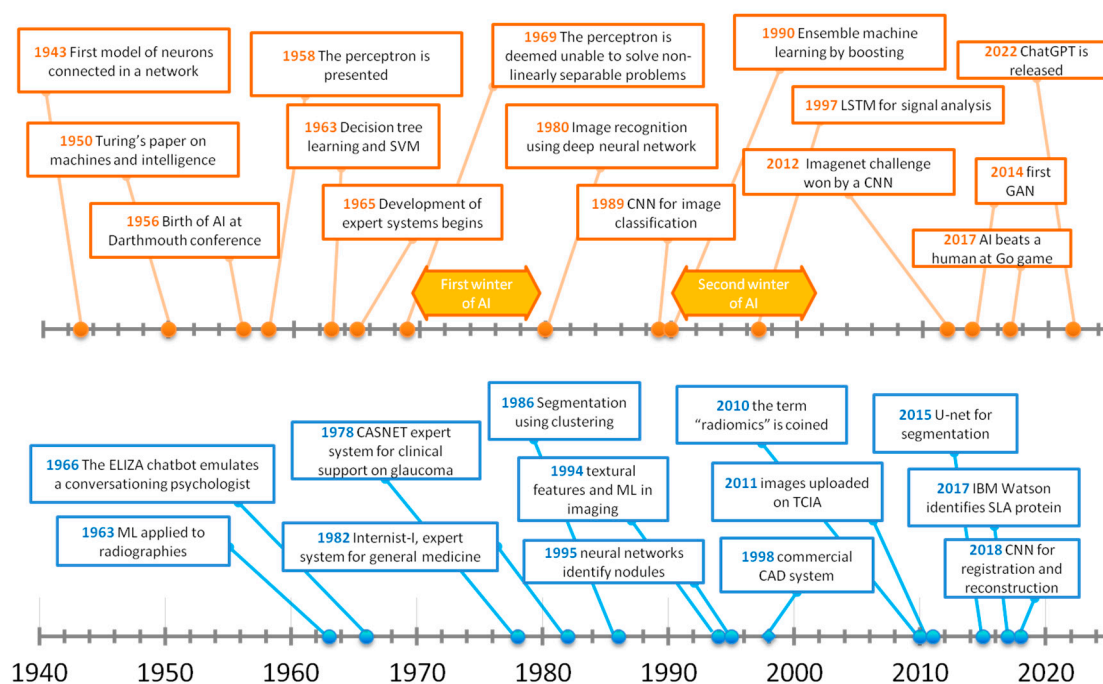 1943 First model of neurons
connected in a network
1958 The perceptron is
presented
1969 The perceptron is
deemed unable to solve non-
linearly separable problems
1990 Ensemble machine
learning by boosting
2022 ChatGPT is
released
1950 Turing's paper on
machines and intelligence
1963 Decision tree
learning and SVM
1980 Image recognition
using deep neural network
1997 LSTM for signal analysis
2012 Imagenet challenge
won by a CNN
2014 first
GAN
1956 Birth of AI at
Darthmouth conference
1965 Development of
expert systems begins
1989 CNN for image
classification
2017 AI beats a
human at Go game
First winter
of AI
Second winter
of AI
1966 The ELIZA chatbot emulates
a conversationing psychologist
1978 CASNET expert
system for clinical
support on glaucoma
1986 Segmentation
using clustering
2010 the term
"radiomics" is coined
2015 U-net for
segmentation
1963 ML applied to
radiographies
1982 Internist-I, expert
system for general medicine
1994 textural
features and ML in
imaging
2011 images uploaded
on TCIA
2017 IBM Watson
identifies SLA protein
1995 neural networks
identify nodules
1998 commercial
CAD system
2018 CNN for
registration and
reconstruction
1940 1950 1960 1970 1980 1990 2000 2010 2020